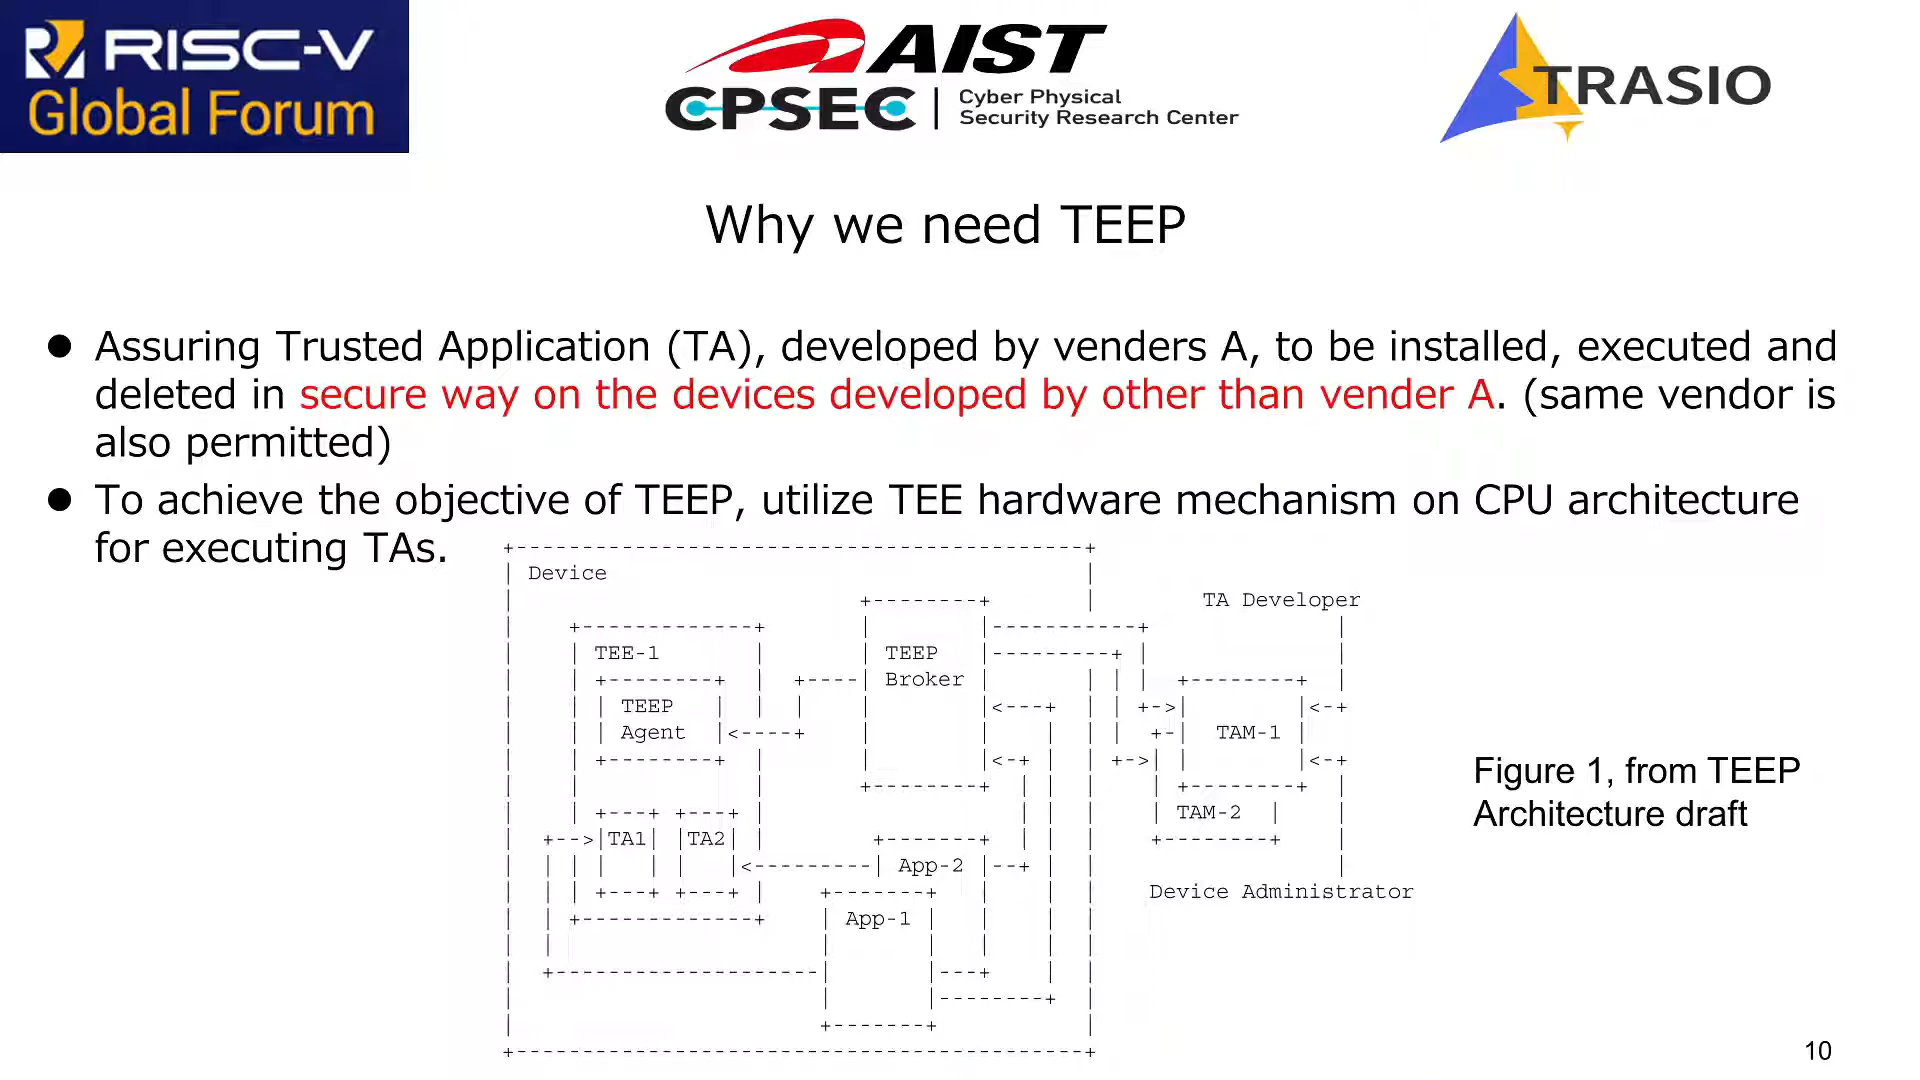 RISC-V
Global Forum
AIST
CPSEC
Cyber Physical
Security Research Center
TRASIO
Why we need TEEP
● Assuring Trusted Application (TA), developed by venders A, to be installed, executed and
deleted in secure way on the devices developed by other than vender A. (same vendor is
also permitted)
● To achieve the objective of TEEP, utilize TEE hardware mechanism on CPU architecture
for executing TAs.
Device
TA Developer
TEE-1
TEEP
Broker
TEEP
Agent
TAM-1
TAM-2
TA1
TA2
App-2
App-1
Device Administrator
Figure 1, from TEEP
Architecture draft
10